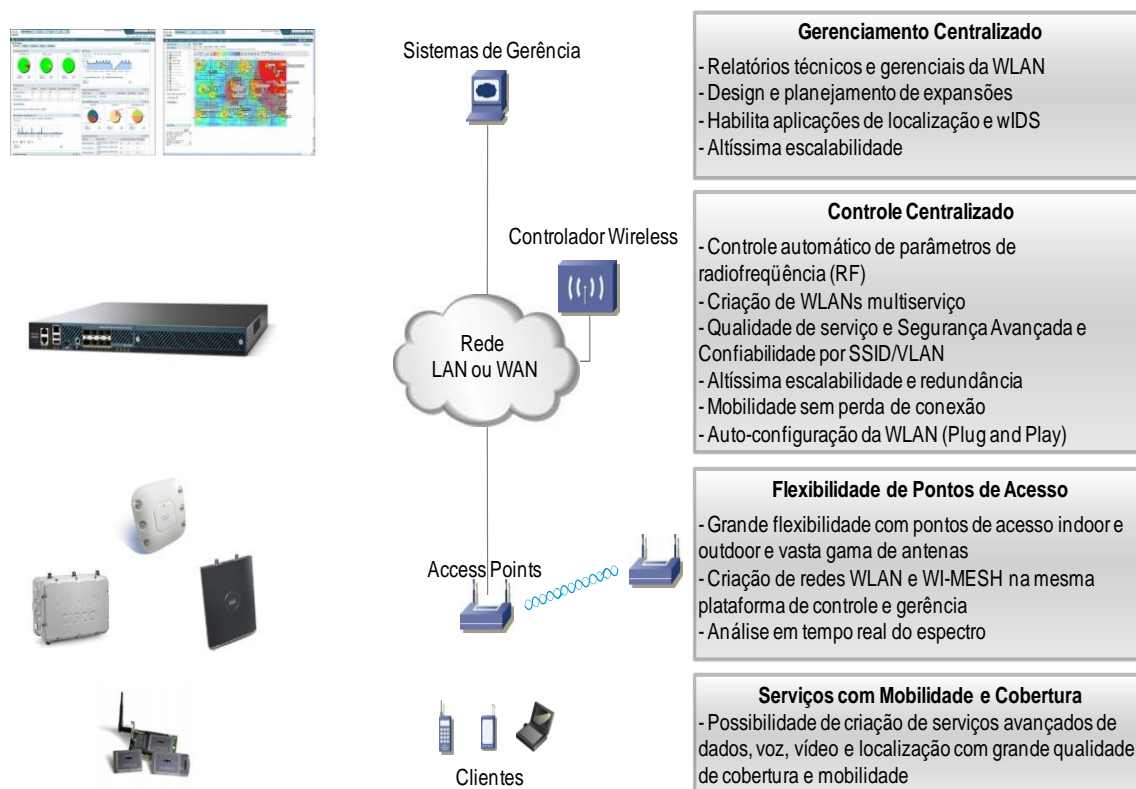 Sistemas de Gerência
Gerenciamento Centralizado
- Relatórios técnicos e gerenciais da WLAN
- Design e planejamento de expansões
- Habilita aplicações de localização e wIDS
- Altíssima escalabilidade
Controlador Wireless
Rede
LAN ou WAN
Controle Centralizado
- Controle automático de parâmetros de
radiofreqüência (RF)
- Criação de WLANs multiserviço
- Qualidade de serviço e Segurança Avançada e
Confiabilidade por SSID/VLAN
- Altíssima escalabilidade e redundância
- Mobilidade sem perda de conexão
- Auto-configuração da WLAN (Plug and Play)
CISCO
Access Points
Flexibilidade de Pontos de Acesso
- Grande flexibilidade com pontos de acesso indoor e
outdoor e vasta gama de antenas
- Criação de redes WLAN e WI-MESH na mesma
plataforma de controle e gerência
- Análise em tempo real do espectro
Clientes
Serviços com Mobilidade e Cobertura
- Possibilidade de criação de serviços avançados de
dados, voz, vídeo e localização com grande qualidade
de cobertura e mobilidade